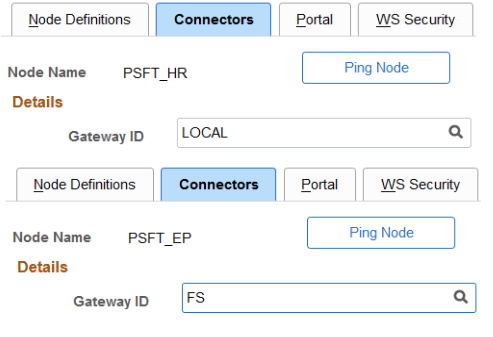 Node Definitions Connectors Portal WS Security
Node Name PSFT_HR Ping Node
Details
Gateway ID LOCAL
Node Definitions Connectors Portal WS Security
Node Name PSFT_EP Ping Node
Details
Gateway ID FS